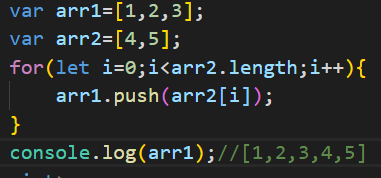 var arr1=[1,2,3];
var arr2=[4,5];
for(let i=0;i<arr2.length;i++){
    arr1.push(arr2[i]);
}
console.log(arr1);//[1,2,3,4,5]